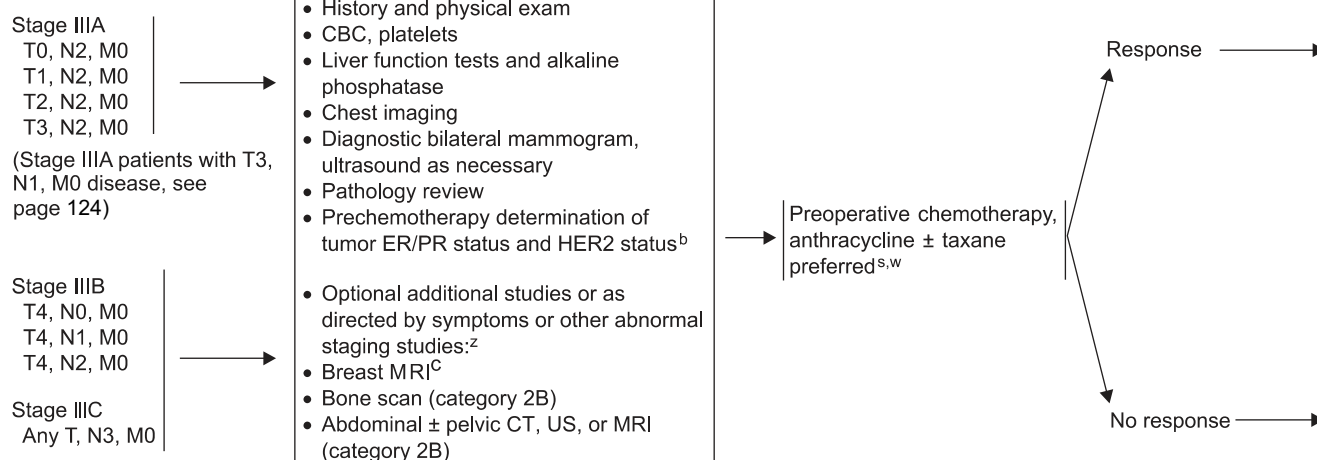 Stage IIIA
T0, N2, M0
T1, N2, M0
T2, N2, M0
T3, N2, M0
(Stage IIIA patients with T3,
N1, M0 disease, see
page 124)
Stage IIIB
T4, N0, M0
T4, N1, M0
T4, N2, M0
Stage IIIC
Any T, N3, M0
• History and physical exam
• CBC, platelets
• Liver function tests and alkaline
phosphatase
• Chest imaging
• Diagnostic bilateral mammogram,
ultrasound as necessary
• Pathology review
• Prechemotherapy determination of
tumor ER/PR status and HER2 statusᵇ
• Optional additional studies or as
directed by symptoms or other abnormal
staging studies:ᶻ
• Breast MRIᶜ
• Bone scan (category 2B)
• Abdominal ± pelvic CT, US, or MRI
(category 2B)
Preoperative chemotherapy,
anthracycline ± taxane
preferredˢ,ʷ
Response
No response